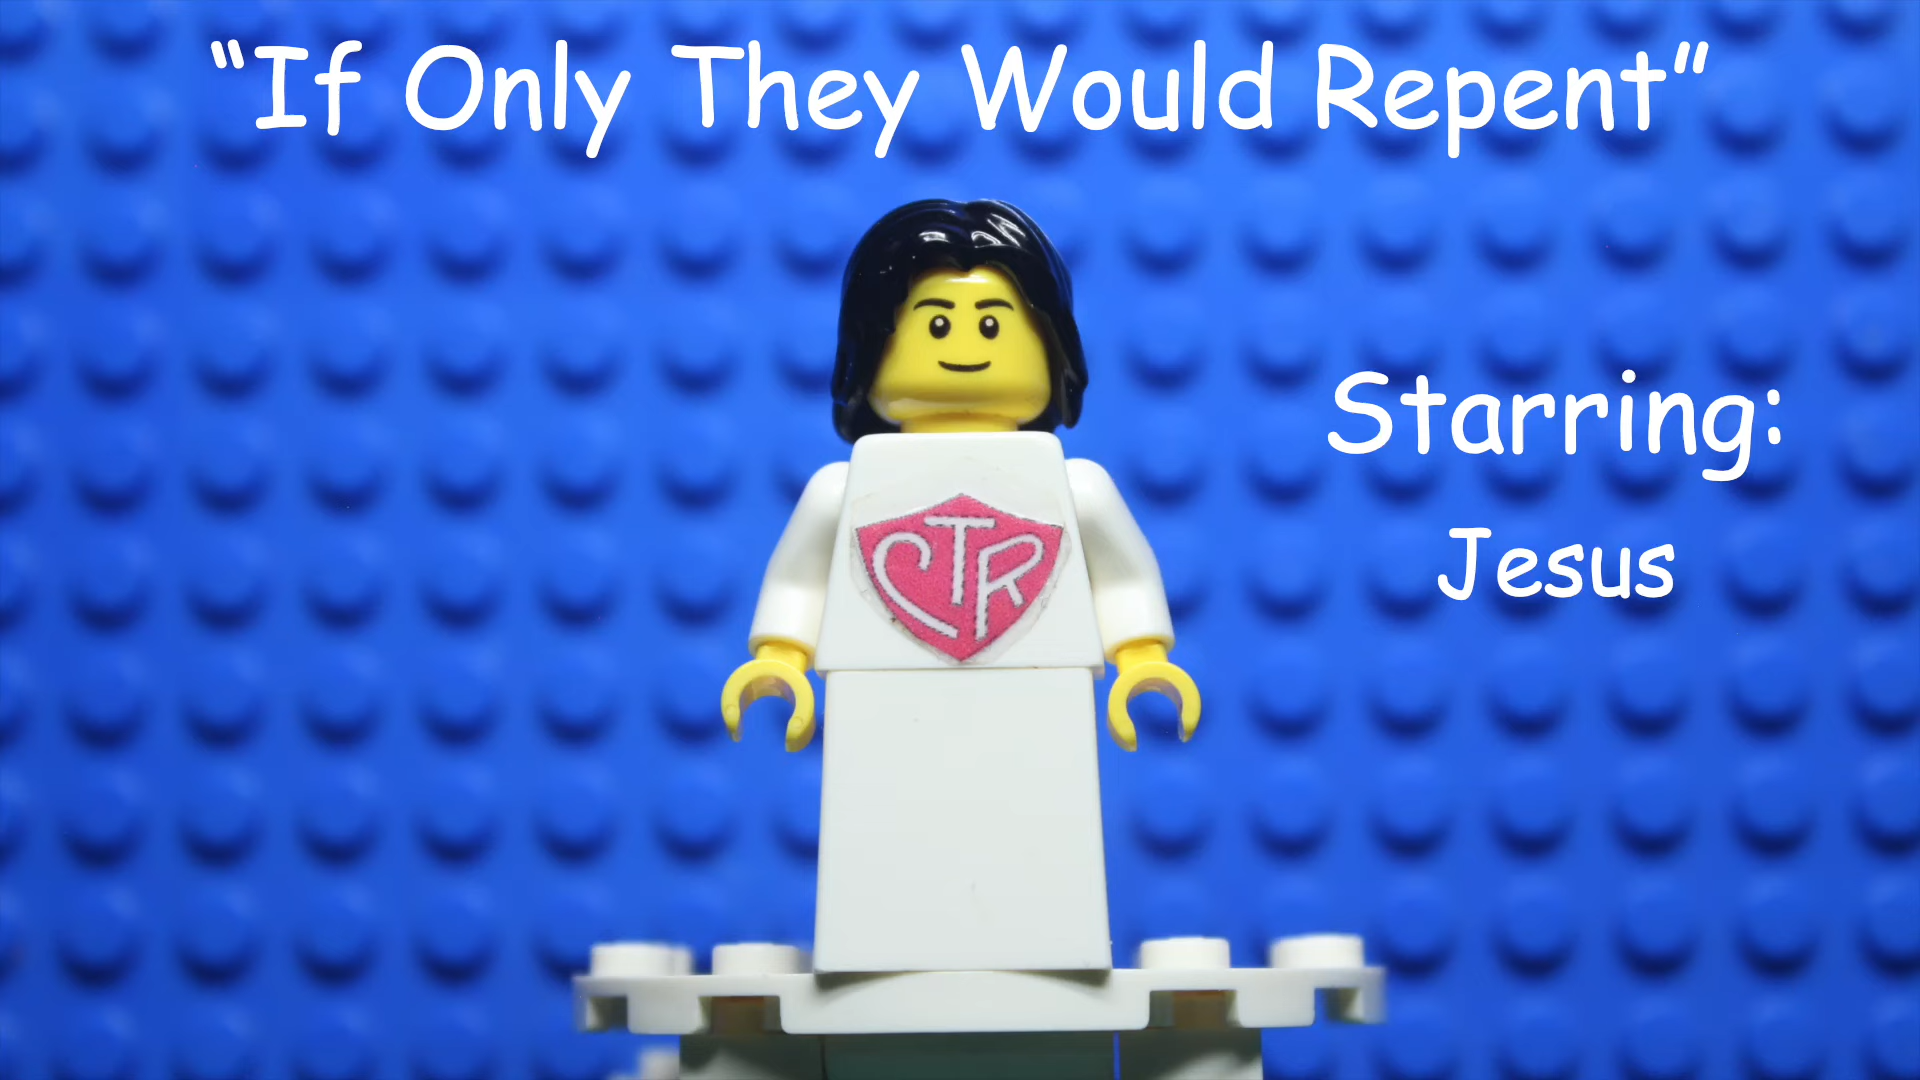 “If Only They Would Repent”
Starring:
Jesus
CTR